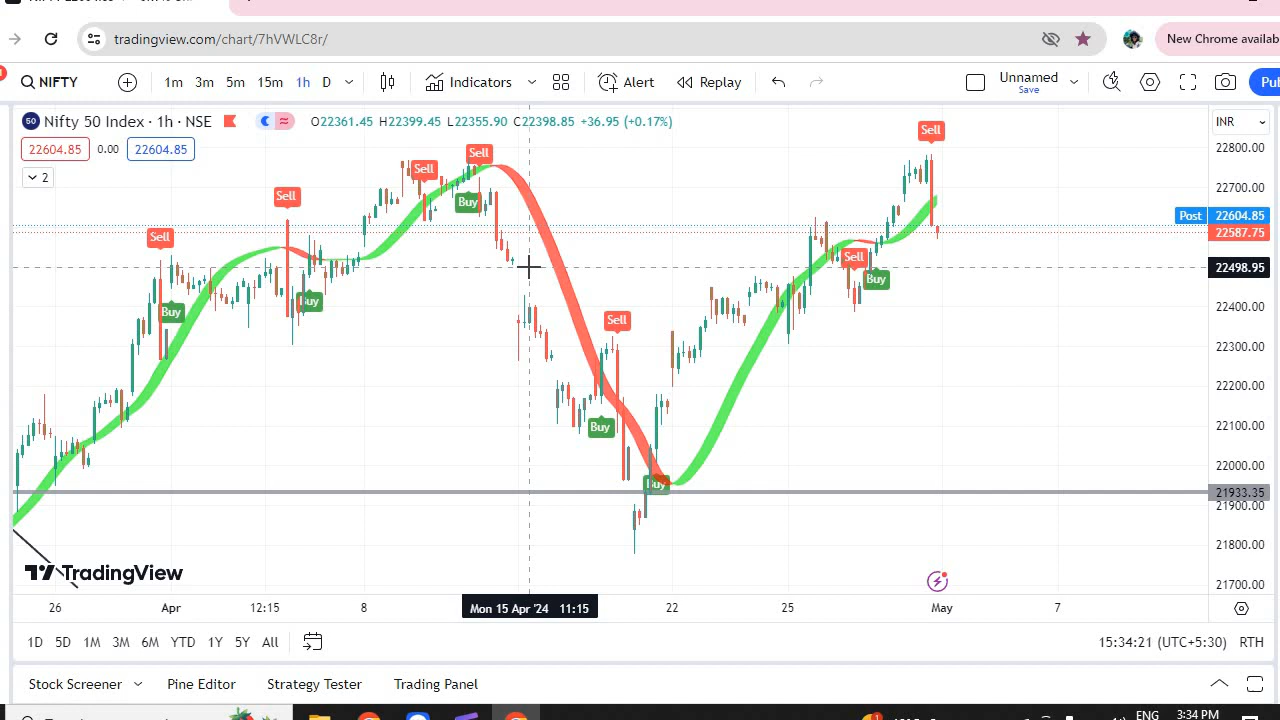 tradingview.com/chart/7hVWLC8r/
New Chrome availab
NIFTY 1m 3m 5m 15m 1h D Indicators Alert Replay Unnamed Save Pu
50 Nifty 50 Index · 1h · NSE O22361.45 H22399.45 L22355.90 C22398.85 +36.95 (+0.17%) INR
22604.85 0.00 22604.85
2
Sell
Sell
Sell
Sell
Sell
Sell
Sell
Buy
Buy
Buy
Buy
Buy
Buy
22800.00
22700.00
Post 22604.85
22587.75
22498.95
22400.00
22300.00
22200.00
22100.00
22000.00
21933.35
21900.00
21800.00
21700.00
TradingView
26 Apr 12:15 8 Mon 15 Apr '24 11:15 22 25 May 7
1D 5D 1M 3M 6M YTD 1Y 5Y All 15:34:21 (UTC+5:30) RTH
Stock Screener Pine Editor Strategy Tester Trading Panel
ENG 3:34 PM